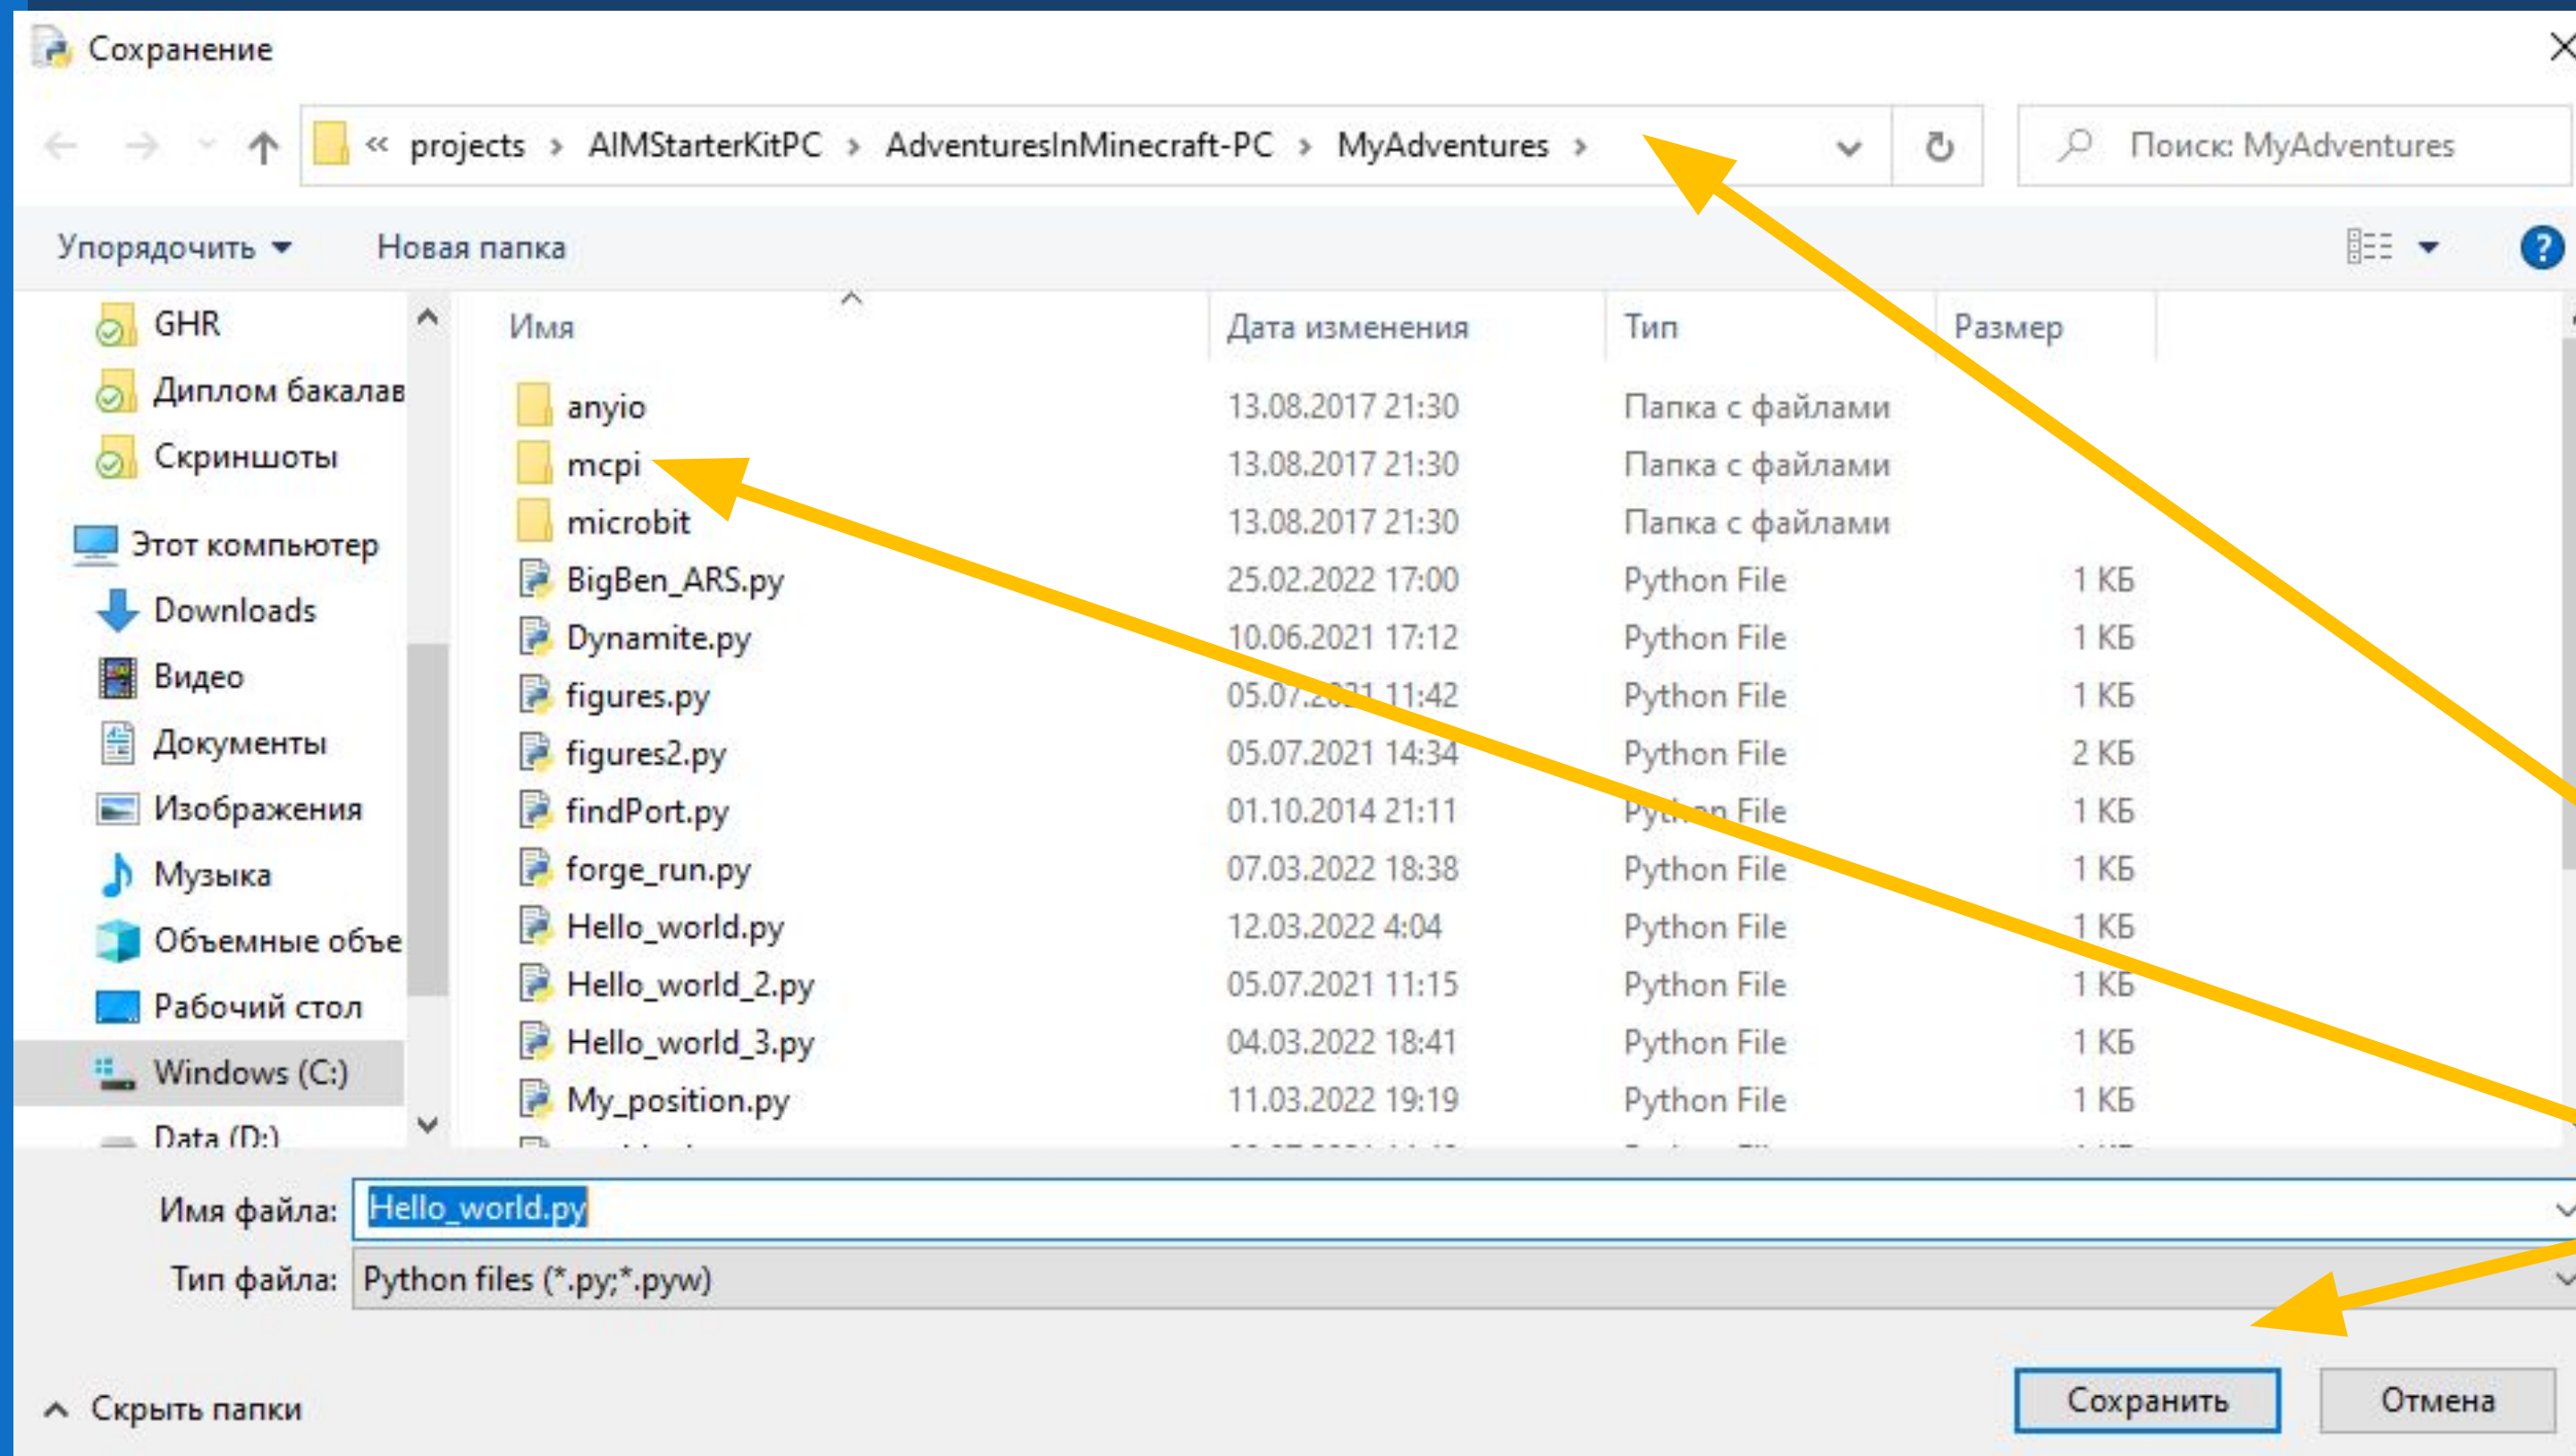 Сохранение
« projects › AIMStarterKitPC › AdventuresInMinecraft-PC › MyAdventures ›
Поиск: MyAdventures
Упорядочить Новая папка
?
GHR
Диплом бакалав
Скриншоты
Этот компьютер
Downloads
Видео
Документы
Изображения
Музыка
Объемные объе
Рабочий стол
Windows (C:)
Data (D:)
Имя Дата изменения Тип Размер
anyio 13.08.2017 21:30 Папка с файлами
mcpi 13.08.2017 21:30 Папка с файлами
microbit 13.08.2017 21:30 Папка с файлами
BigBen_ARS.py 25.02.2022 17:00 Python File 1 КБ
Dynamite.py 10.06.2021 17:12 Python File 1 КБ
figures.py 05.07.2021 11:42 Python File 1 КБ
figures2.py 05.07.2021 14:34 Python File 2 КБ
findPort.py 01.10.2014 21:11 Python File 1 КБ
forge_run.py 07.03.2022 18:38 Python File 1 КБ
Hello_world.py 12.03.2022 4:04 Python File 1 КБ
Hello_world_2.py 05.07.2021 11:15 Python File 1 КБ
Hello_world_3.py 04.03.2022 18:41 Python File 1 КБ
My_position.py 11.03.2022 19:19 Python File 1 КБ
Имя файла: Hello_world.py
Тип файла: Python files (*.py;*.pyw)
Скрыть папки
Сохранить Отмена